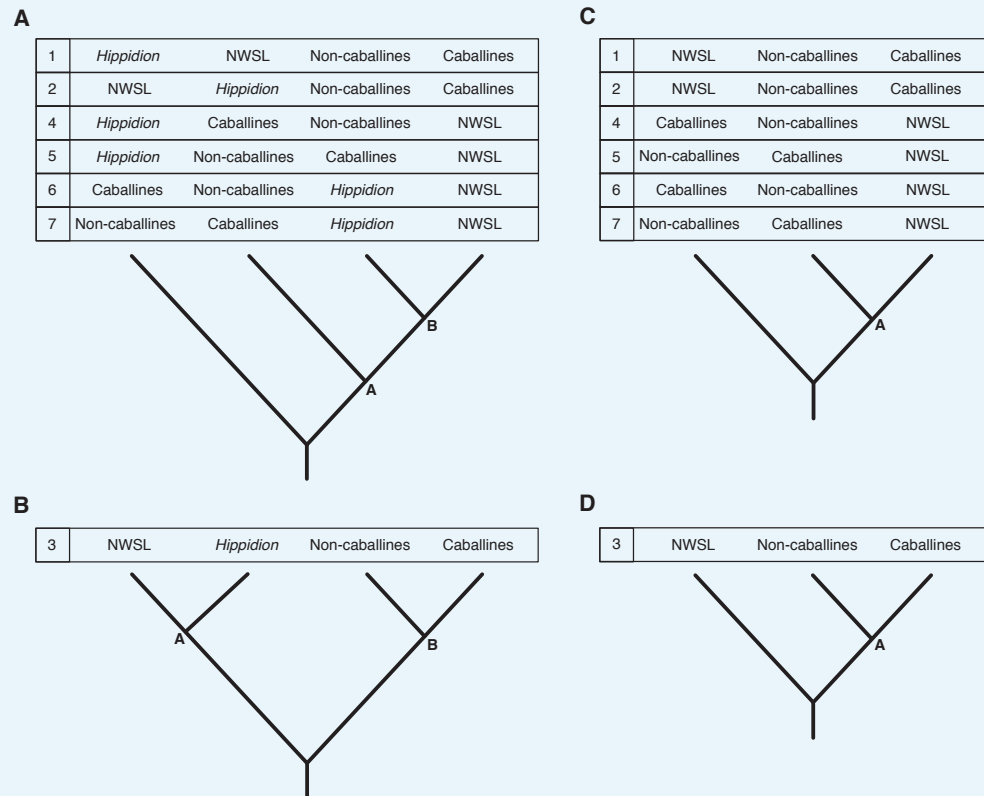 A
1 Hippidion NWSL Non-caballines Caballines
2 NWSL Hippidion Non-caballines Caballines
4 Hippidion Caballines Non-caballines NWSL
5 Hippidion Non-caballines Caballines NWSL
6 Caballines Non-caballines Hippidion NWSL
7 Non-caballines Caballines Hippidion NWSL
B
A
B
3 NWSL Hippidion Non-caballines Caballines
A
B
C
1 NWSL Non-caballines Caballines
2 NWSL Non-caballines Caballines
4 Caballines Non-caballines NWSL
5 Non-caballines Caballines NWSL
6 Caballines Non-caballines NWSL
7 Non-caballines Caballines NWSL
A
D
3 NWSL Non-caballines Caballines
A